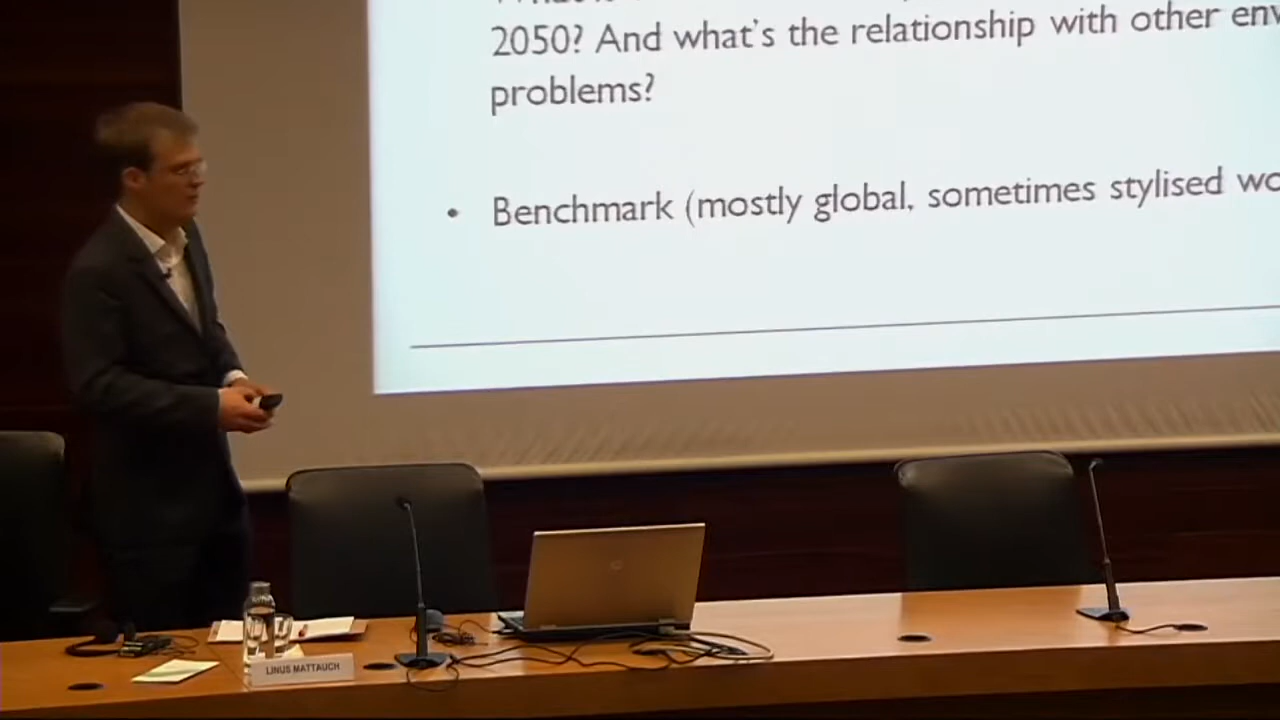 2050? And what's the relationship with other env
problems?
• Benchmark (mostly global, sometimes stylised wo
LINUS MATTAUCH